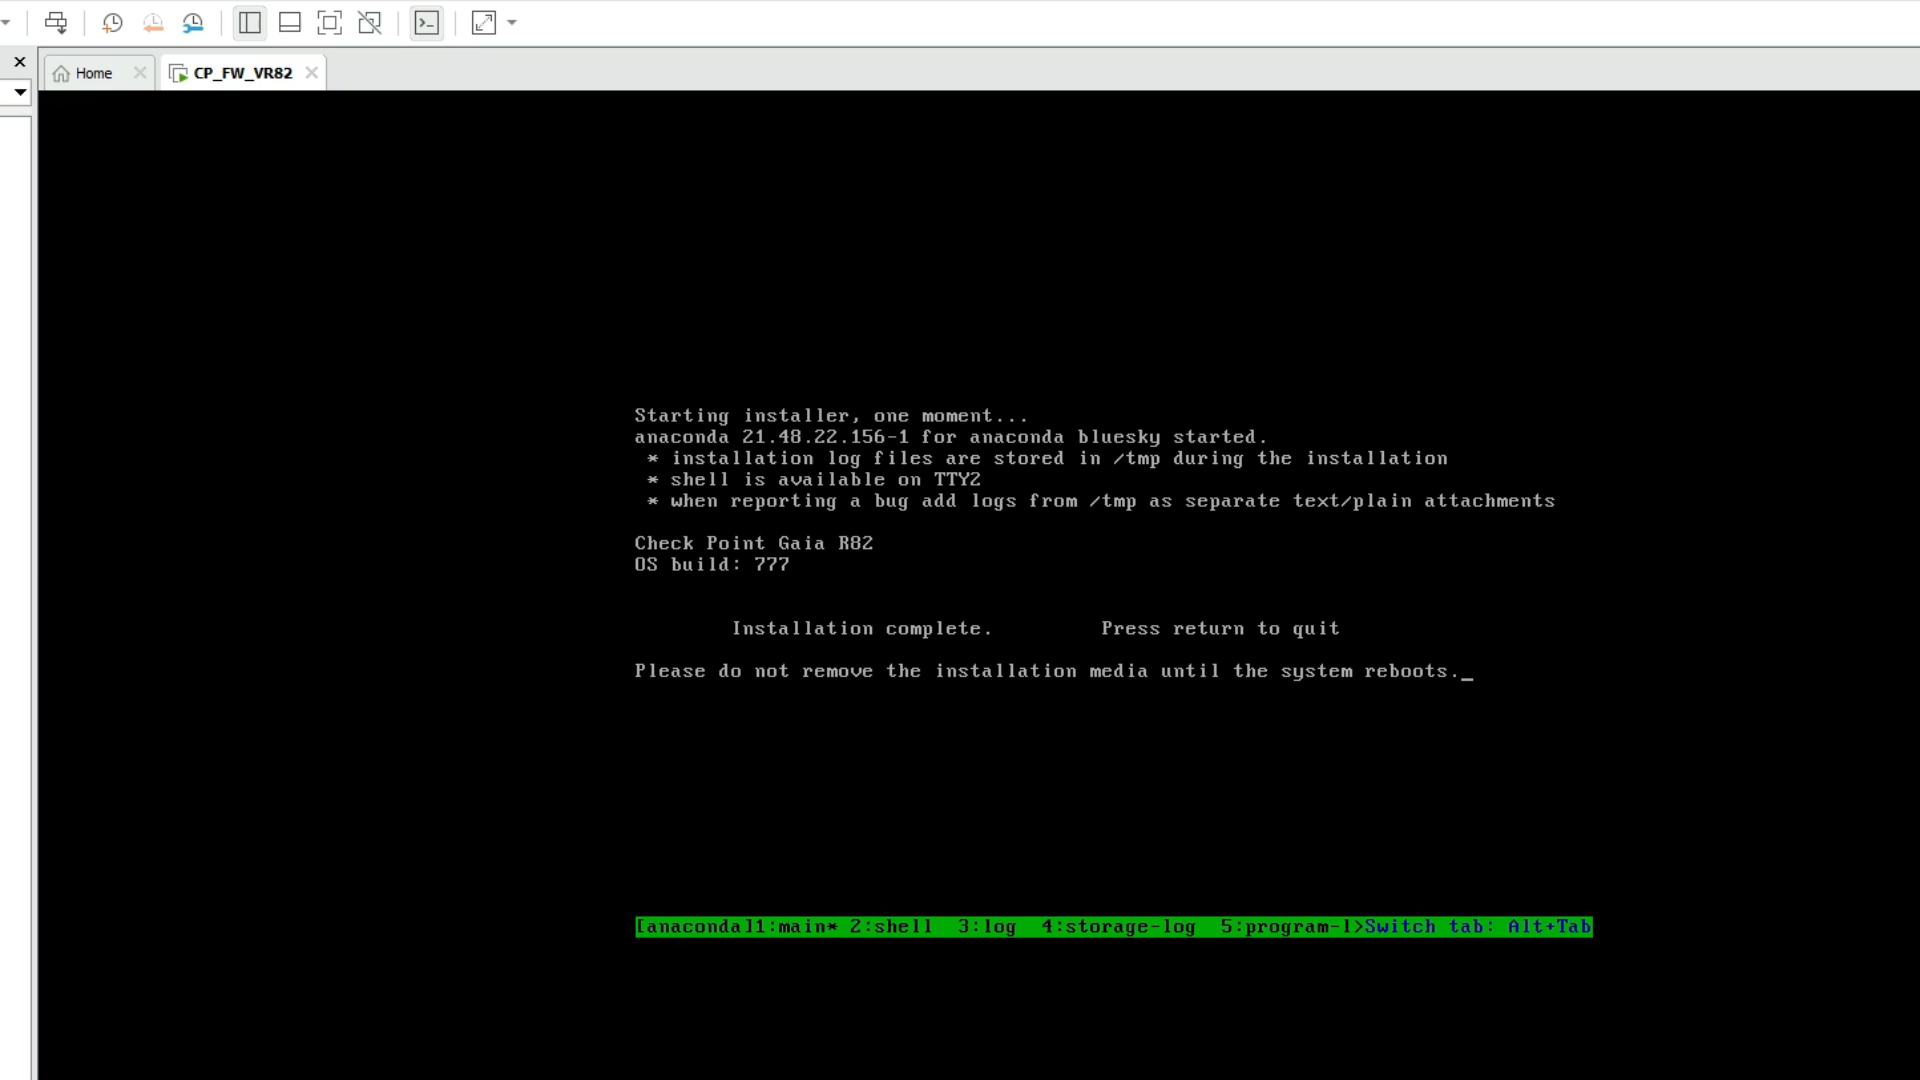 Home
CP_FW_VR82
Starting installer, one moment...
anaconda 21.48.22.156-1 for anaconda bluesky started.
* installation log files are stored in /tmp during the installation
* shell is available on TTY2
* when reporting a bug add logs from /tmp as separate text/plain attachments
Check Point Gaia R82
OS build: 777
Installation complete. Press return to quit
Please do not remove the installation media until the system reboots._
[anaconda]1:main* 2:shell 3:log 4:storage-log 5:program-l>Switch tab: Alt+Tab